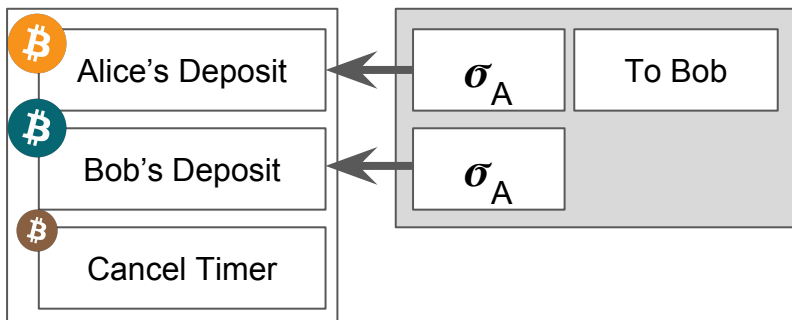 Alice's Deposit
σA
To Bob
Bob's Deposit
σA
Cancel Timer